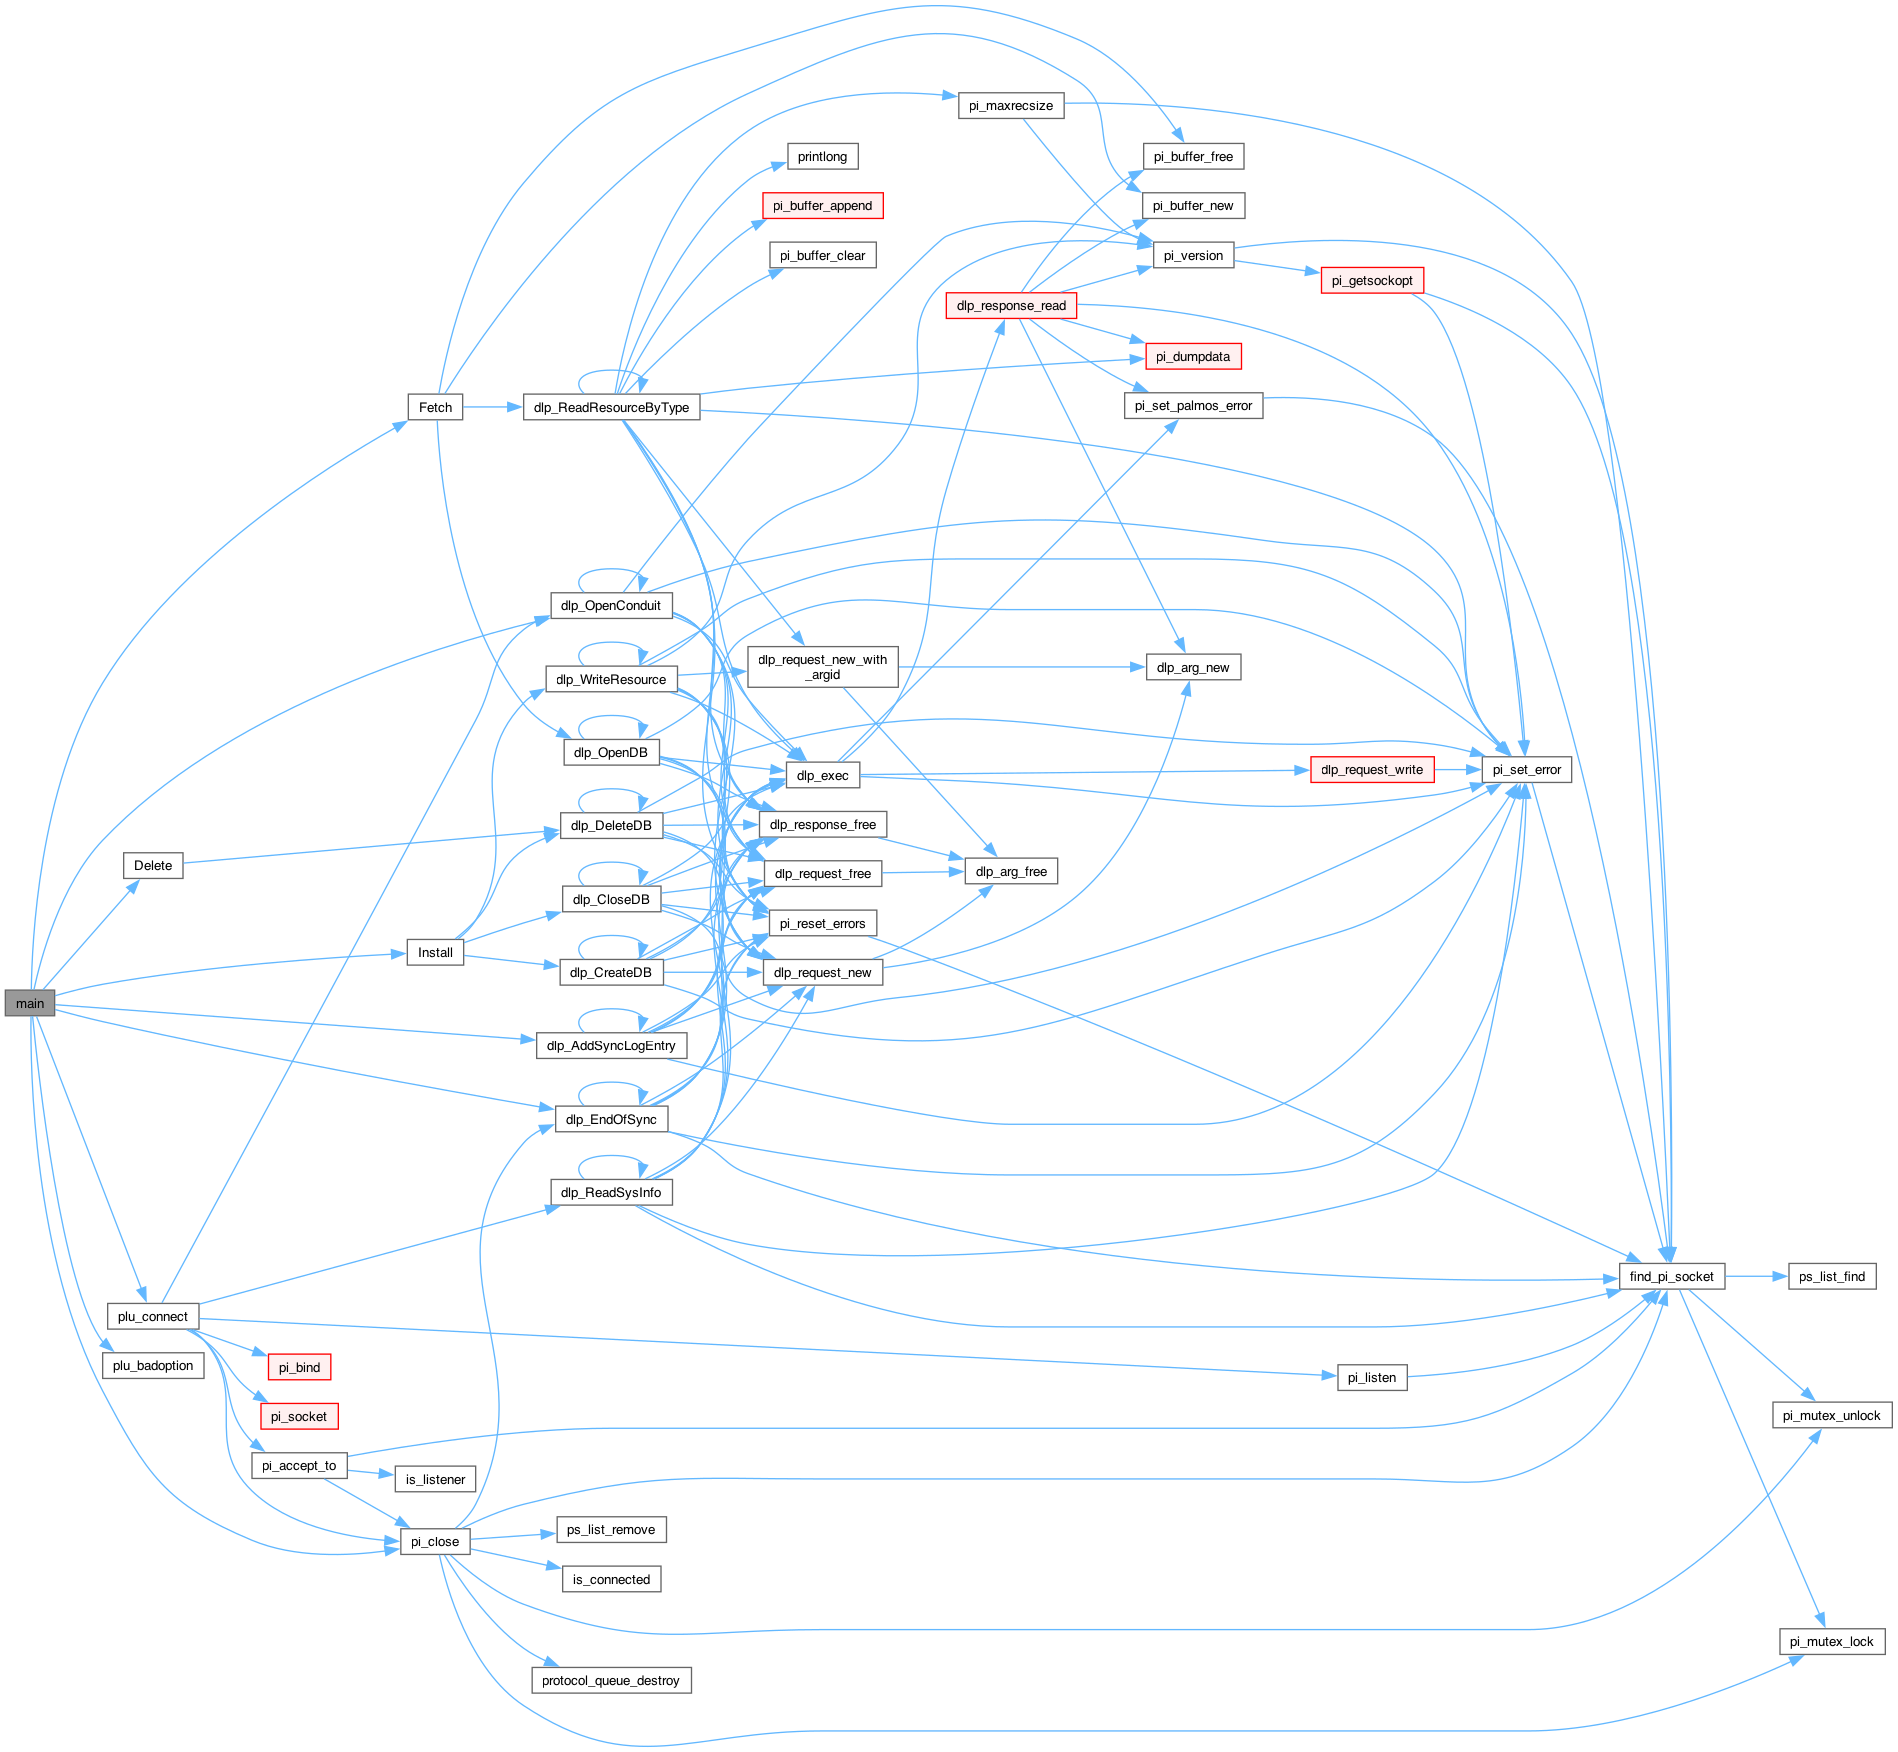 pi_maxrecsize
printlong
pi_buffer_free
pi_buffer_append
pi_buffer_new
pi_buffer_clear
pi_version
pi_getsockopt
dlp_response_read
pi_dumpdata
Fetch
dlp_ReadResourceByType
pi_set_palmos_error
dlp_OpenConduit
dlp_request_new_with
_argid
dlp_arg_new
dlp_WriteResource
dlp_OpenDB
dlp_exec
dlp_request_write
pi_set_error
dlp_DeleteDB
dlp_response_free
Delete
dlp_request_free
dlp_arg_free
dlp_CloseDB
pi_reset_errors
Install
dlp_CreateDB
dlp_request_new
main
dlp_AddSyncLogEntry
dlp_EndOfSync
dlp_ReadSysInfo
find_pi_socket
ps_list_find
plu_connect
plu_badoption
pi_bind
pi_listen
pi_socket
pi_mutex_unlock
pi_accept_to
is_listener
ps_list_remove
pi_close
is_connected
pi_mutex_lock
protocol_queue_destroy